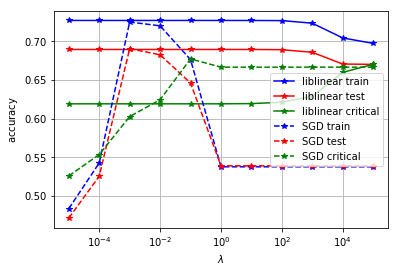 0.70
0.65
0.60
0.55
0.50
accuracy
10⁻⁴
10⁻²
10⁰
10²
10⁴
λ
liblinear train
liblinear test
liblinear critical
SGD train
SGD test
SGD critical